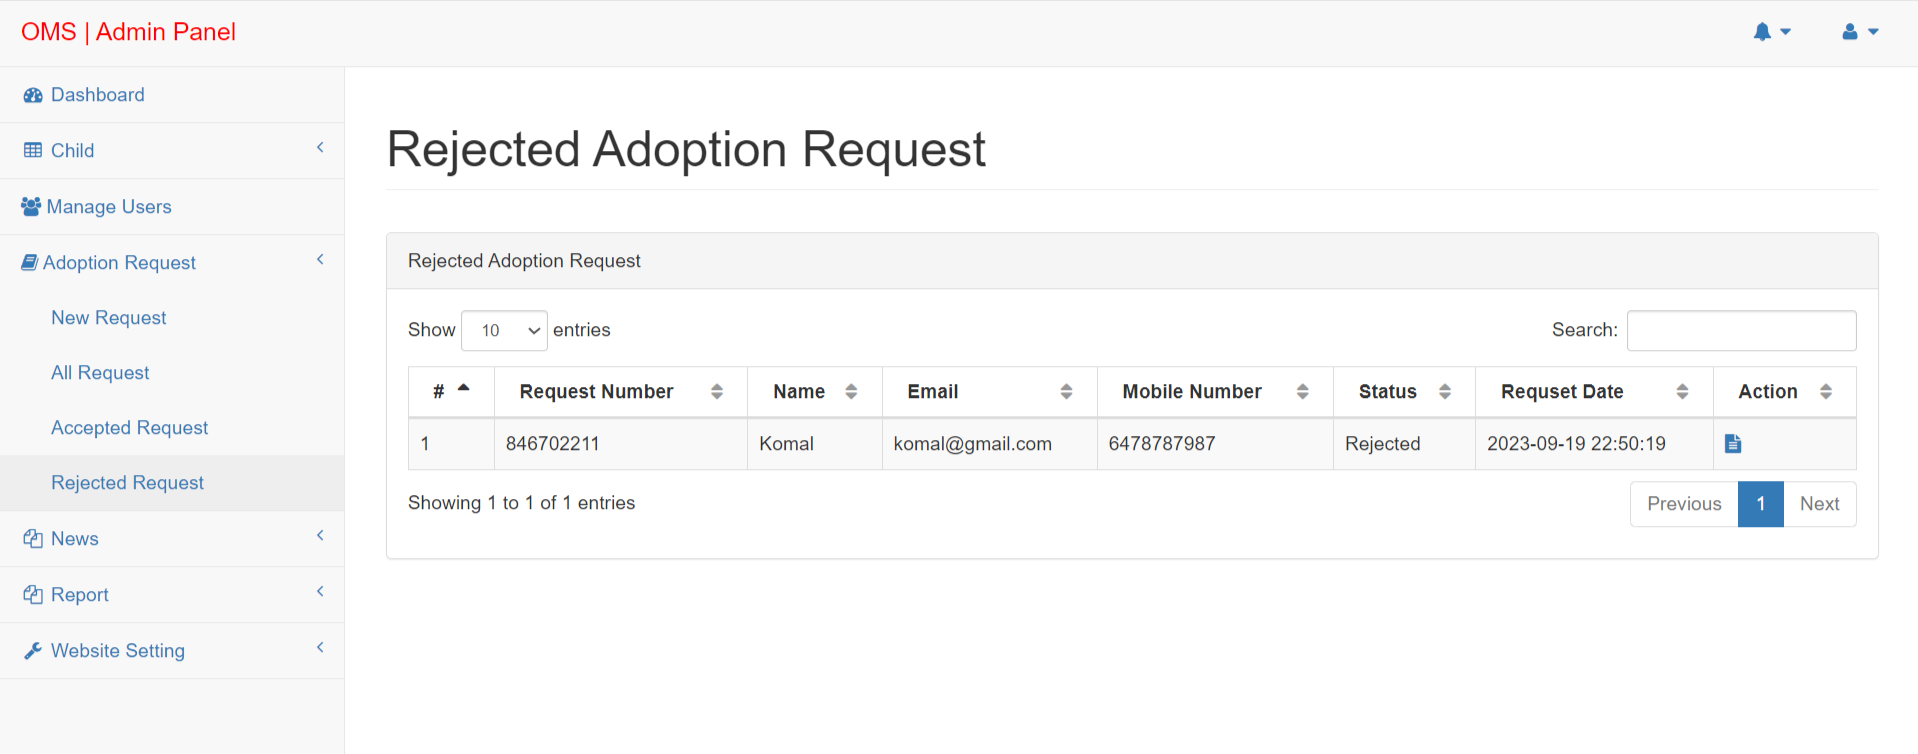 OMS | Admin Panel
Dashboard
Child
Manage Users
Adoption Request
New Request
All Request
Accepted Request
Rejected Request
News
Report
Website Setting
Rejected Adoption Request
Rejected Adoption Request
Show 10 entries
Search:
# Request Number Name Email Mobile Number Status Requset Date Action
1 846702211 Komal komal@gmail.com 6478787987 Rejected 2023-09-19 22:50:19
Showing 1 to 1 of 1 entries
Previous 1 Next